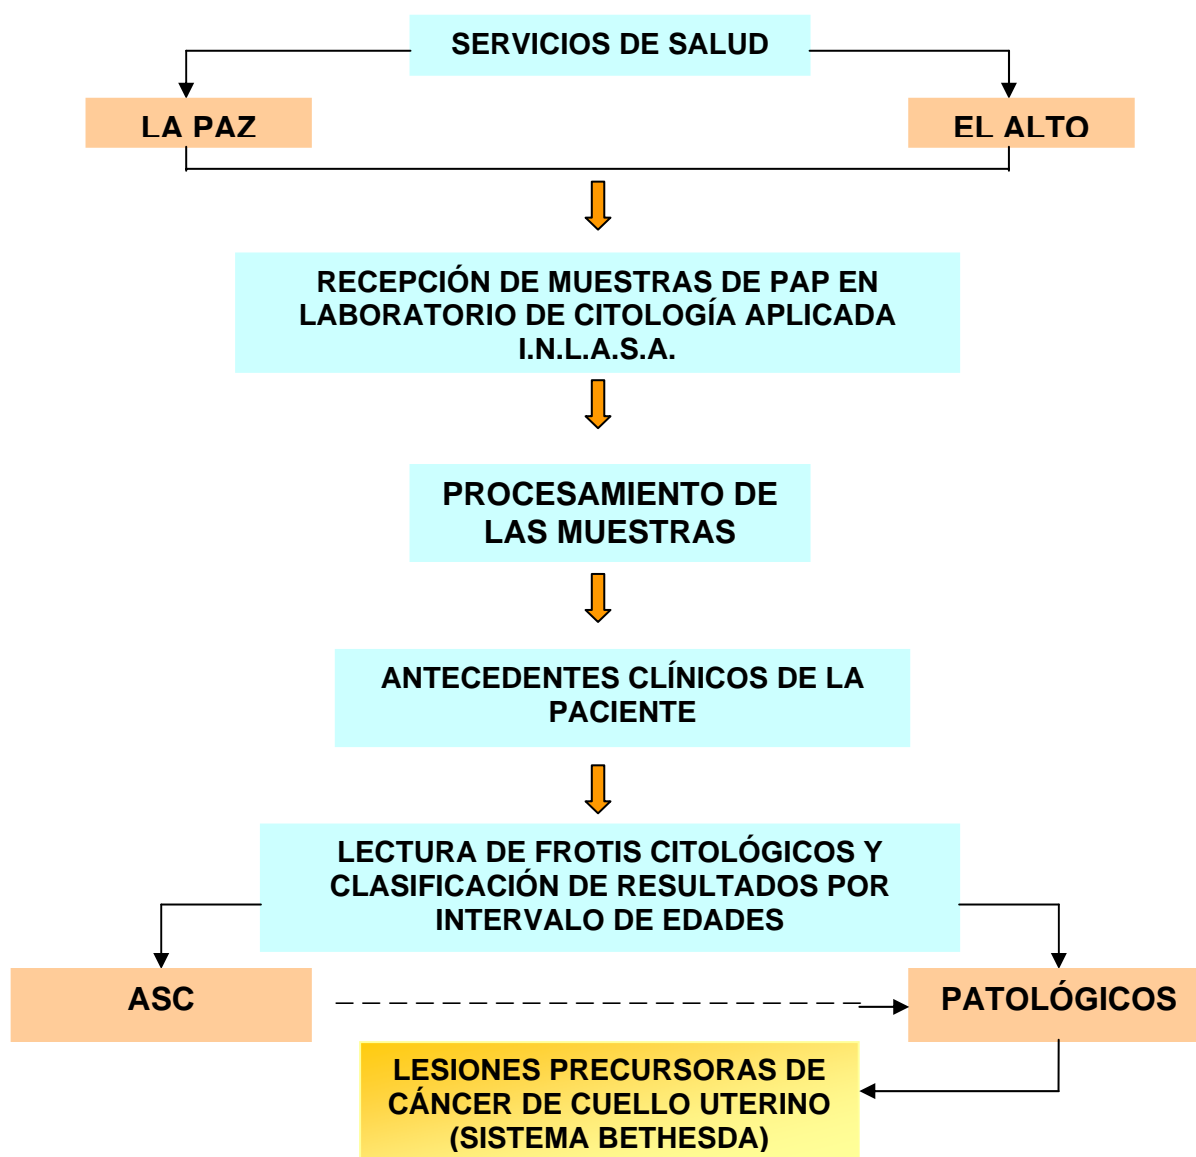 SERVICIOS DE SALUD
LA PAZ
EL ALTO
RECEPCIÓN DE MUESTRAS DE PAP EN
LABORATORIO DE CITOLOGÍA APLICADA
I.N.L.A.S.A.
PROCESAMIENTO DE
LAS MUESTRAS
ANTECEDENTES CLÍNICOS DE LA
PACIENTE
LECTURA DE FROTIS CITOLÓGICOS Y
CLASIFICACIÓN DE RESULTADOS POR
INTERVALO DE EDADES
ASC
PATOLÓGICOS
LESIONES PRECURSORAS DE
CÁNCER DE CUELLO UTERINO
(SISTEMA BETHESDA)